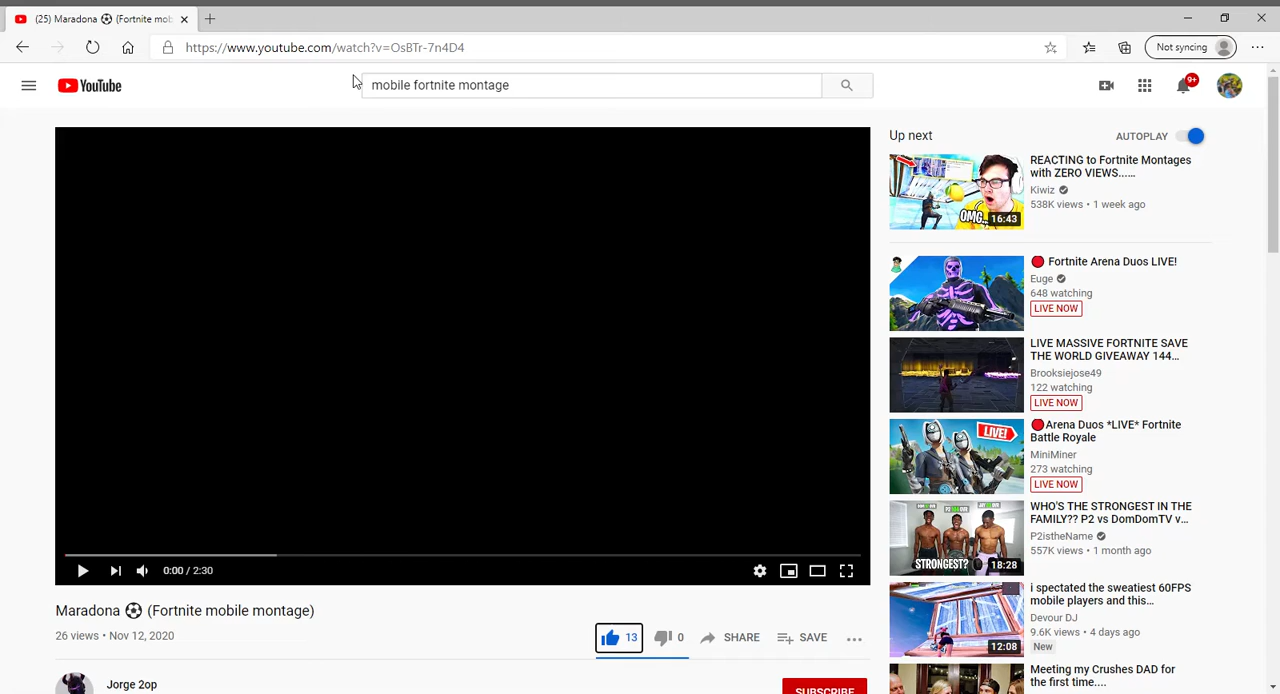 (25) Maradona ⚽ (Fortnite mob
https://www.youtube.com/watch?v=OsBTr-7n4D4
Not syncing
YouTube
mobile fortnite montage
9+
Up next
AUTOPLAY
REACTING to Fortnite Montages
with ZERO VIEWS.....
Kiwiz
538K views • 1 week ago
OMG...
16:43
🔴 Fortnite Arena Duos LIVE!
Euge
648 watching
LIVE NOW
LIVE MASSIVE FORTNITE SAVE
THE WORLD GIVEAWAY 144...
Brooksiejose49
122 watching
LIVE NOW
LIVE!
🔴Arena Duos *LIVE* Fortnite
Battle Royale
MiniMiner
273 watching
LIVE NOW
WHO'S THE STRONGEST IN THE
FAMILY?? P2 vs DomDomTV v...
P2istheName
557K views • 1 month ago
STRONGEST?
18:28
i spectated the sweatiest 60FPS
mobile players and this...
Devour DJ
9.6K views • 4 days ago
New
12:08
Meeting my Crushes DAD for
the first time....
0:00 / 2:30
Maradona ⚽ (Fortnite mobile montage)
26 views • Nov 12, 2020
13
0
SHARE
SAVE
Jorge 2op
SUBSCRIBE